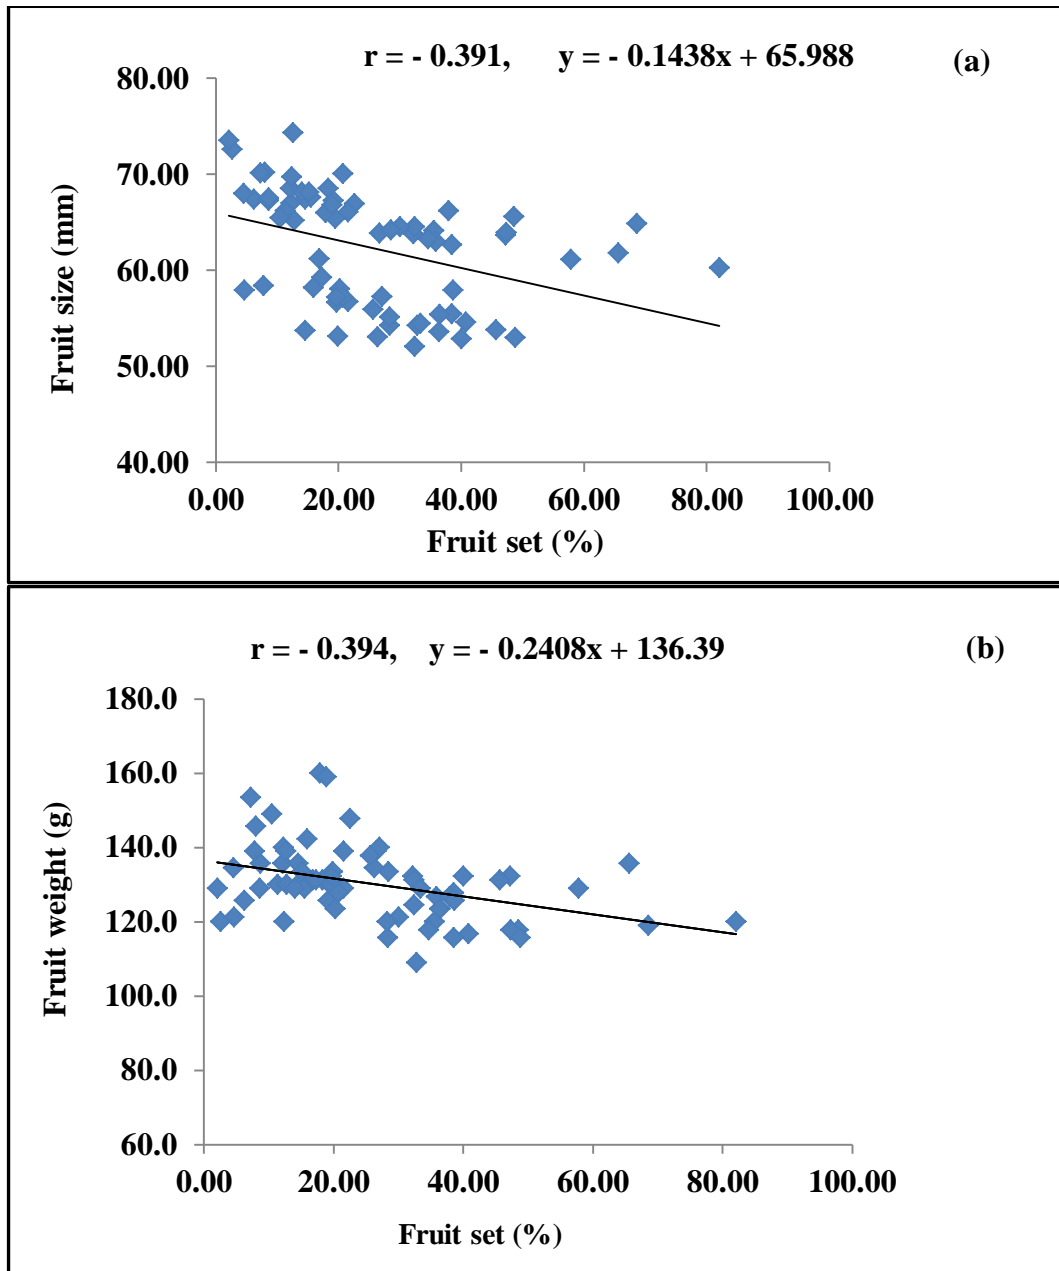 r = - 0.391, y = - 0.1438x + 65.988
(a)
80.00
70.00
60.00
50.00
40.00
Fruit size (mm)
0.00 20.00 40.00 60.00 80.00 100.00
Fruit set (%)
r = - 0.394, y = - 0.2408x + 136.39
(b)
180.0
160.0
140.0
120.0
100.0
80.0
60.0
Fruit weight (g)
0.00 20.00 40.00 60.00 80.00 100.00
Fruit set (%)